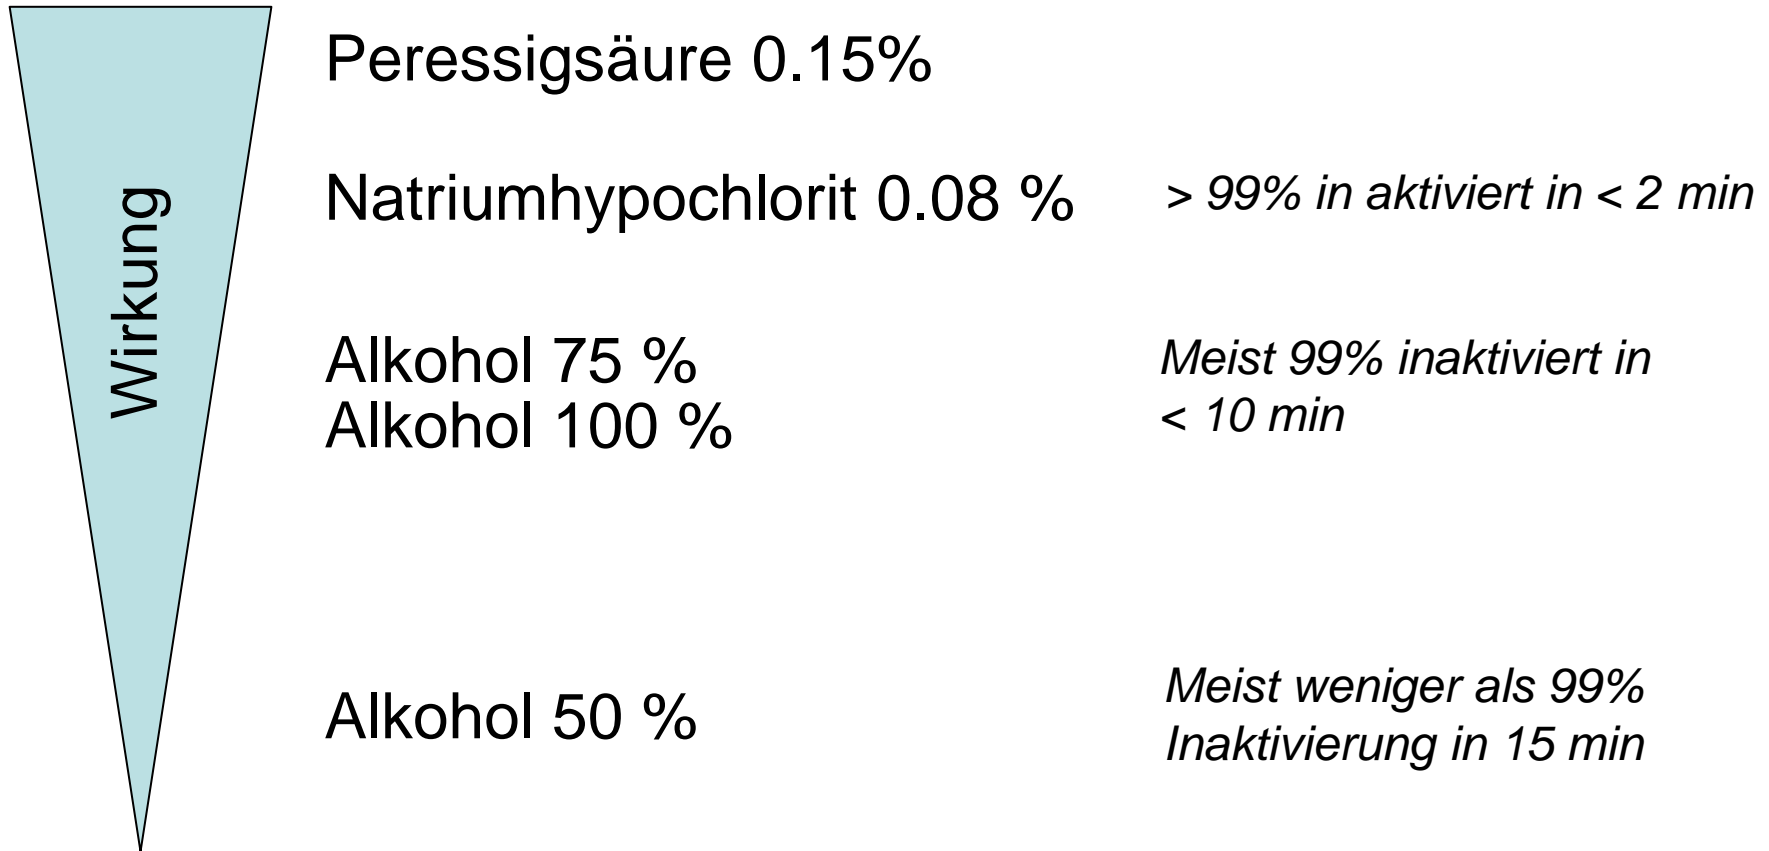 Wirkung
Peressigsäure 0.15%
Natriumhypochlorit 0.08 %
> 99% in aktiviert in < 2 min
Alkohol 75 %
Alkohol 100 %
Meist 99% inaktiviert in
< 10 min
Alkohol 50 %
Meist weniger als 99%
Inaktivierung in 15 min